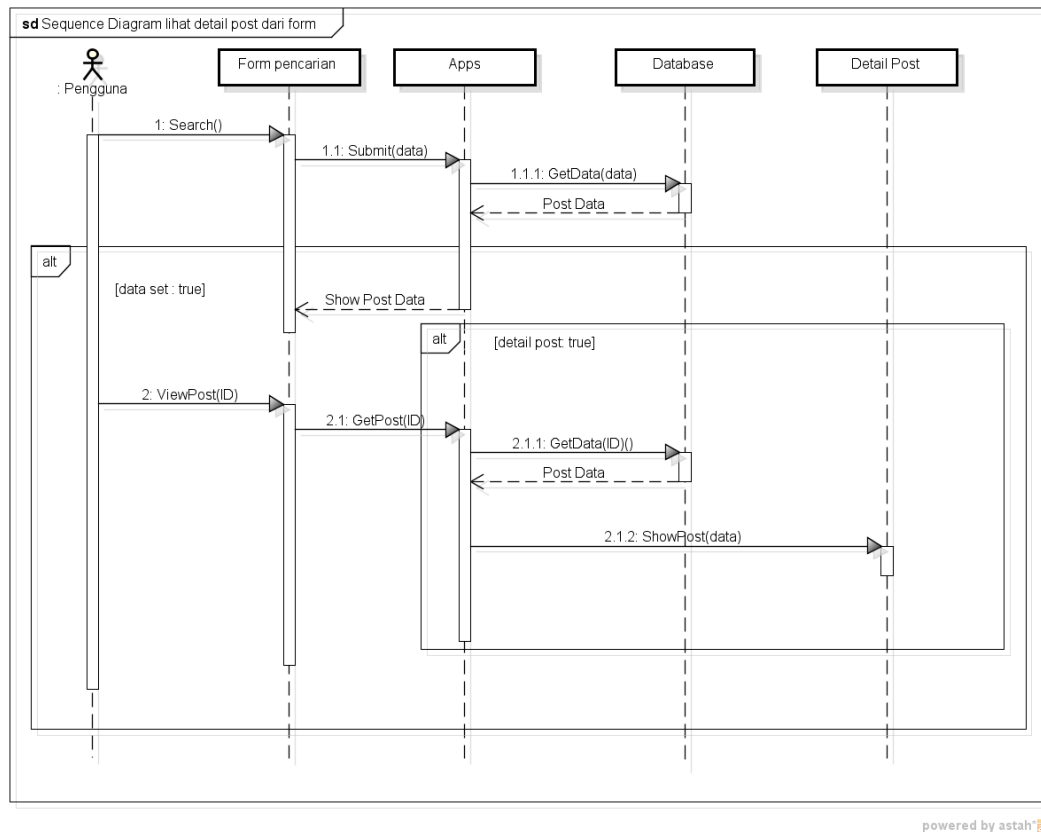 sd Sequence Diagram lihat detail post dari form
: Pengguna
Form pencarian
Apps
Database
Detail Post
1: Search()
1.1: Submit(data)
1.1.1: GetData(data)
Post Data
alt
[data set : true]
Show Post Data
alt
[detail post: true]
2: ViewPost(ID)
2.1: GetPost(ID)
2.1.1: GetData(ID)()
Post Data
2.1.2: ShowPost(data)
powered by astah*